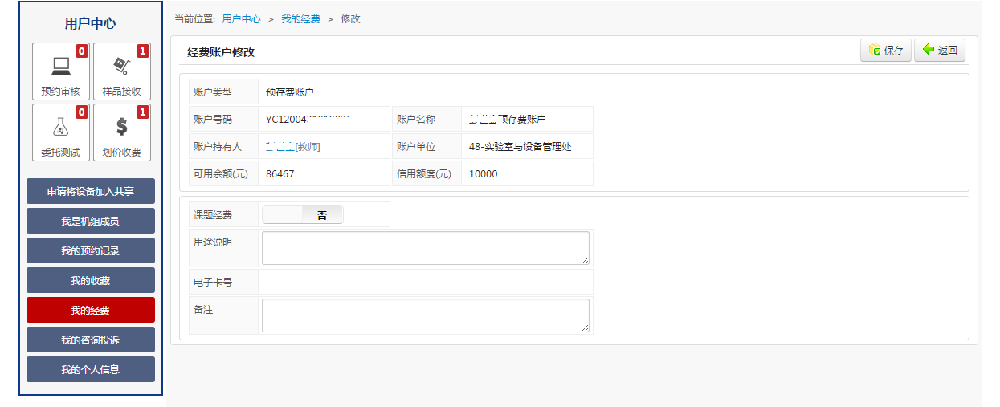 用户中心
0
预约审核
1
样品接收
0
委托测试
1
划价收费
申请将设备加入共享
我是机组成员
我的预约记录
我的收藏
我的经费
我的咨询投诉
我的个人信息
当前位置: 用户中心 > 我的经费 > 修改
经费账户修改
保存
返回
账户类型 预存费账户
账户号码 YC12004
账户名称 预存费账户
账户持有人 [教师]
账户单位 48-实验室与设备管理处
可用余额(元) 86467
信用额度(元) 10000
课题经费 否
用途说明
电子卡号
备注